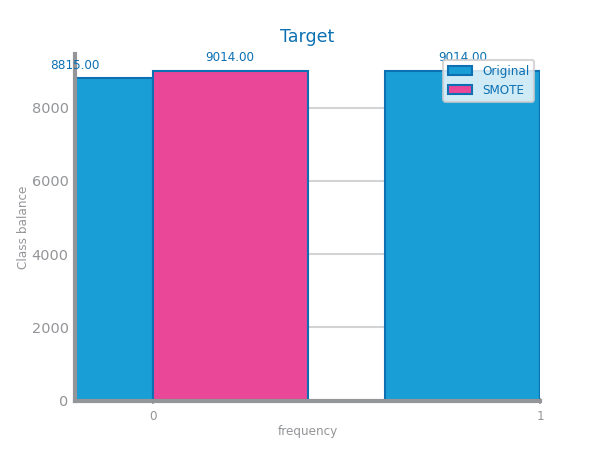 Target
8815.00
9014.00
9014.00
Original
SMOTE
8000
6000
4000
2000
0
Class balance
0
1
frequency